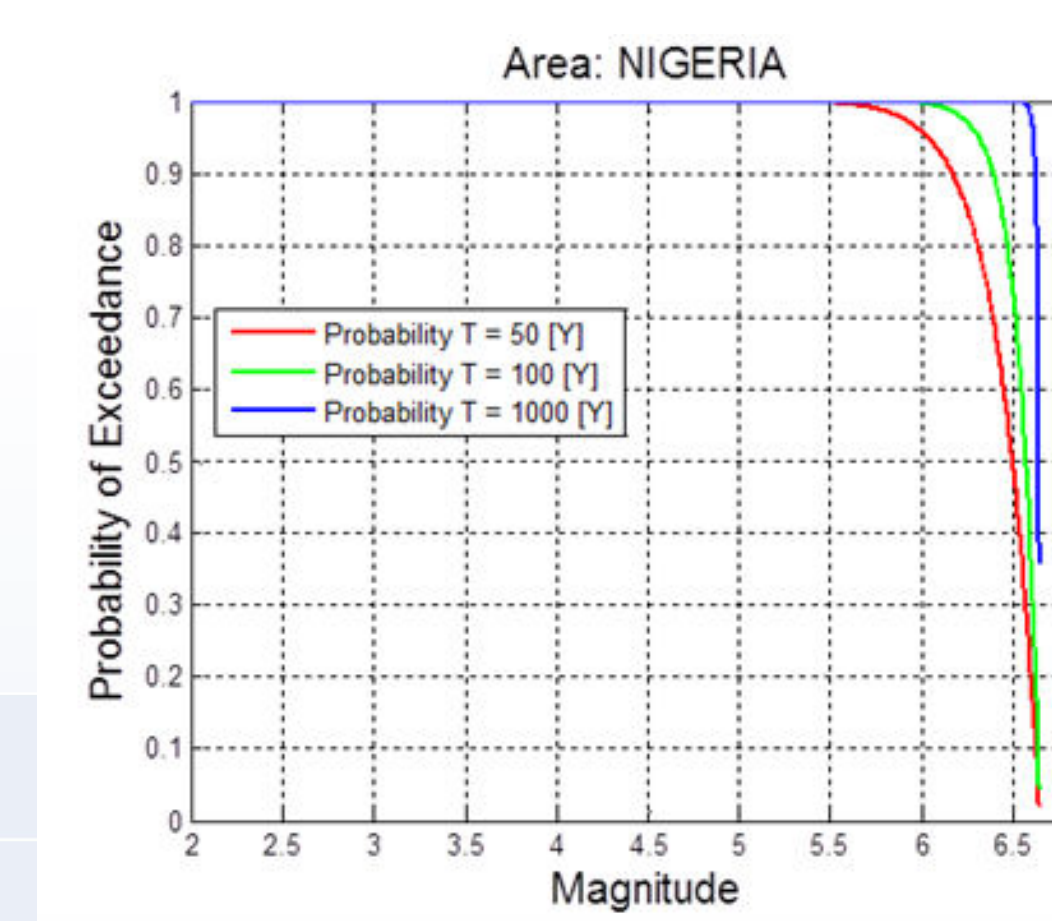 Area: NIGERIA
Probability of Exceedance
1
0.9
0.8
0.7
0.6
0.5
0.4
0.3
0.2
0.1
0
Probability T = 50 [Y]
Probability T = 100 [Y]
Probability T = 1000 [Y]
2 2.5 3 3.5 4 4.5 5 5.5 6 6.5
Magnitude